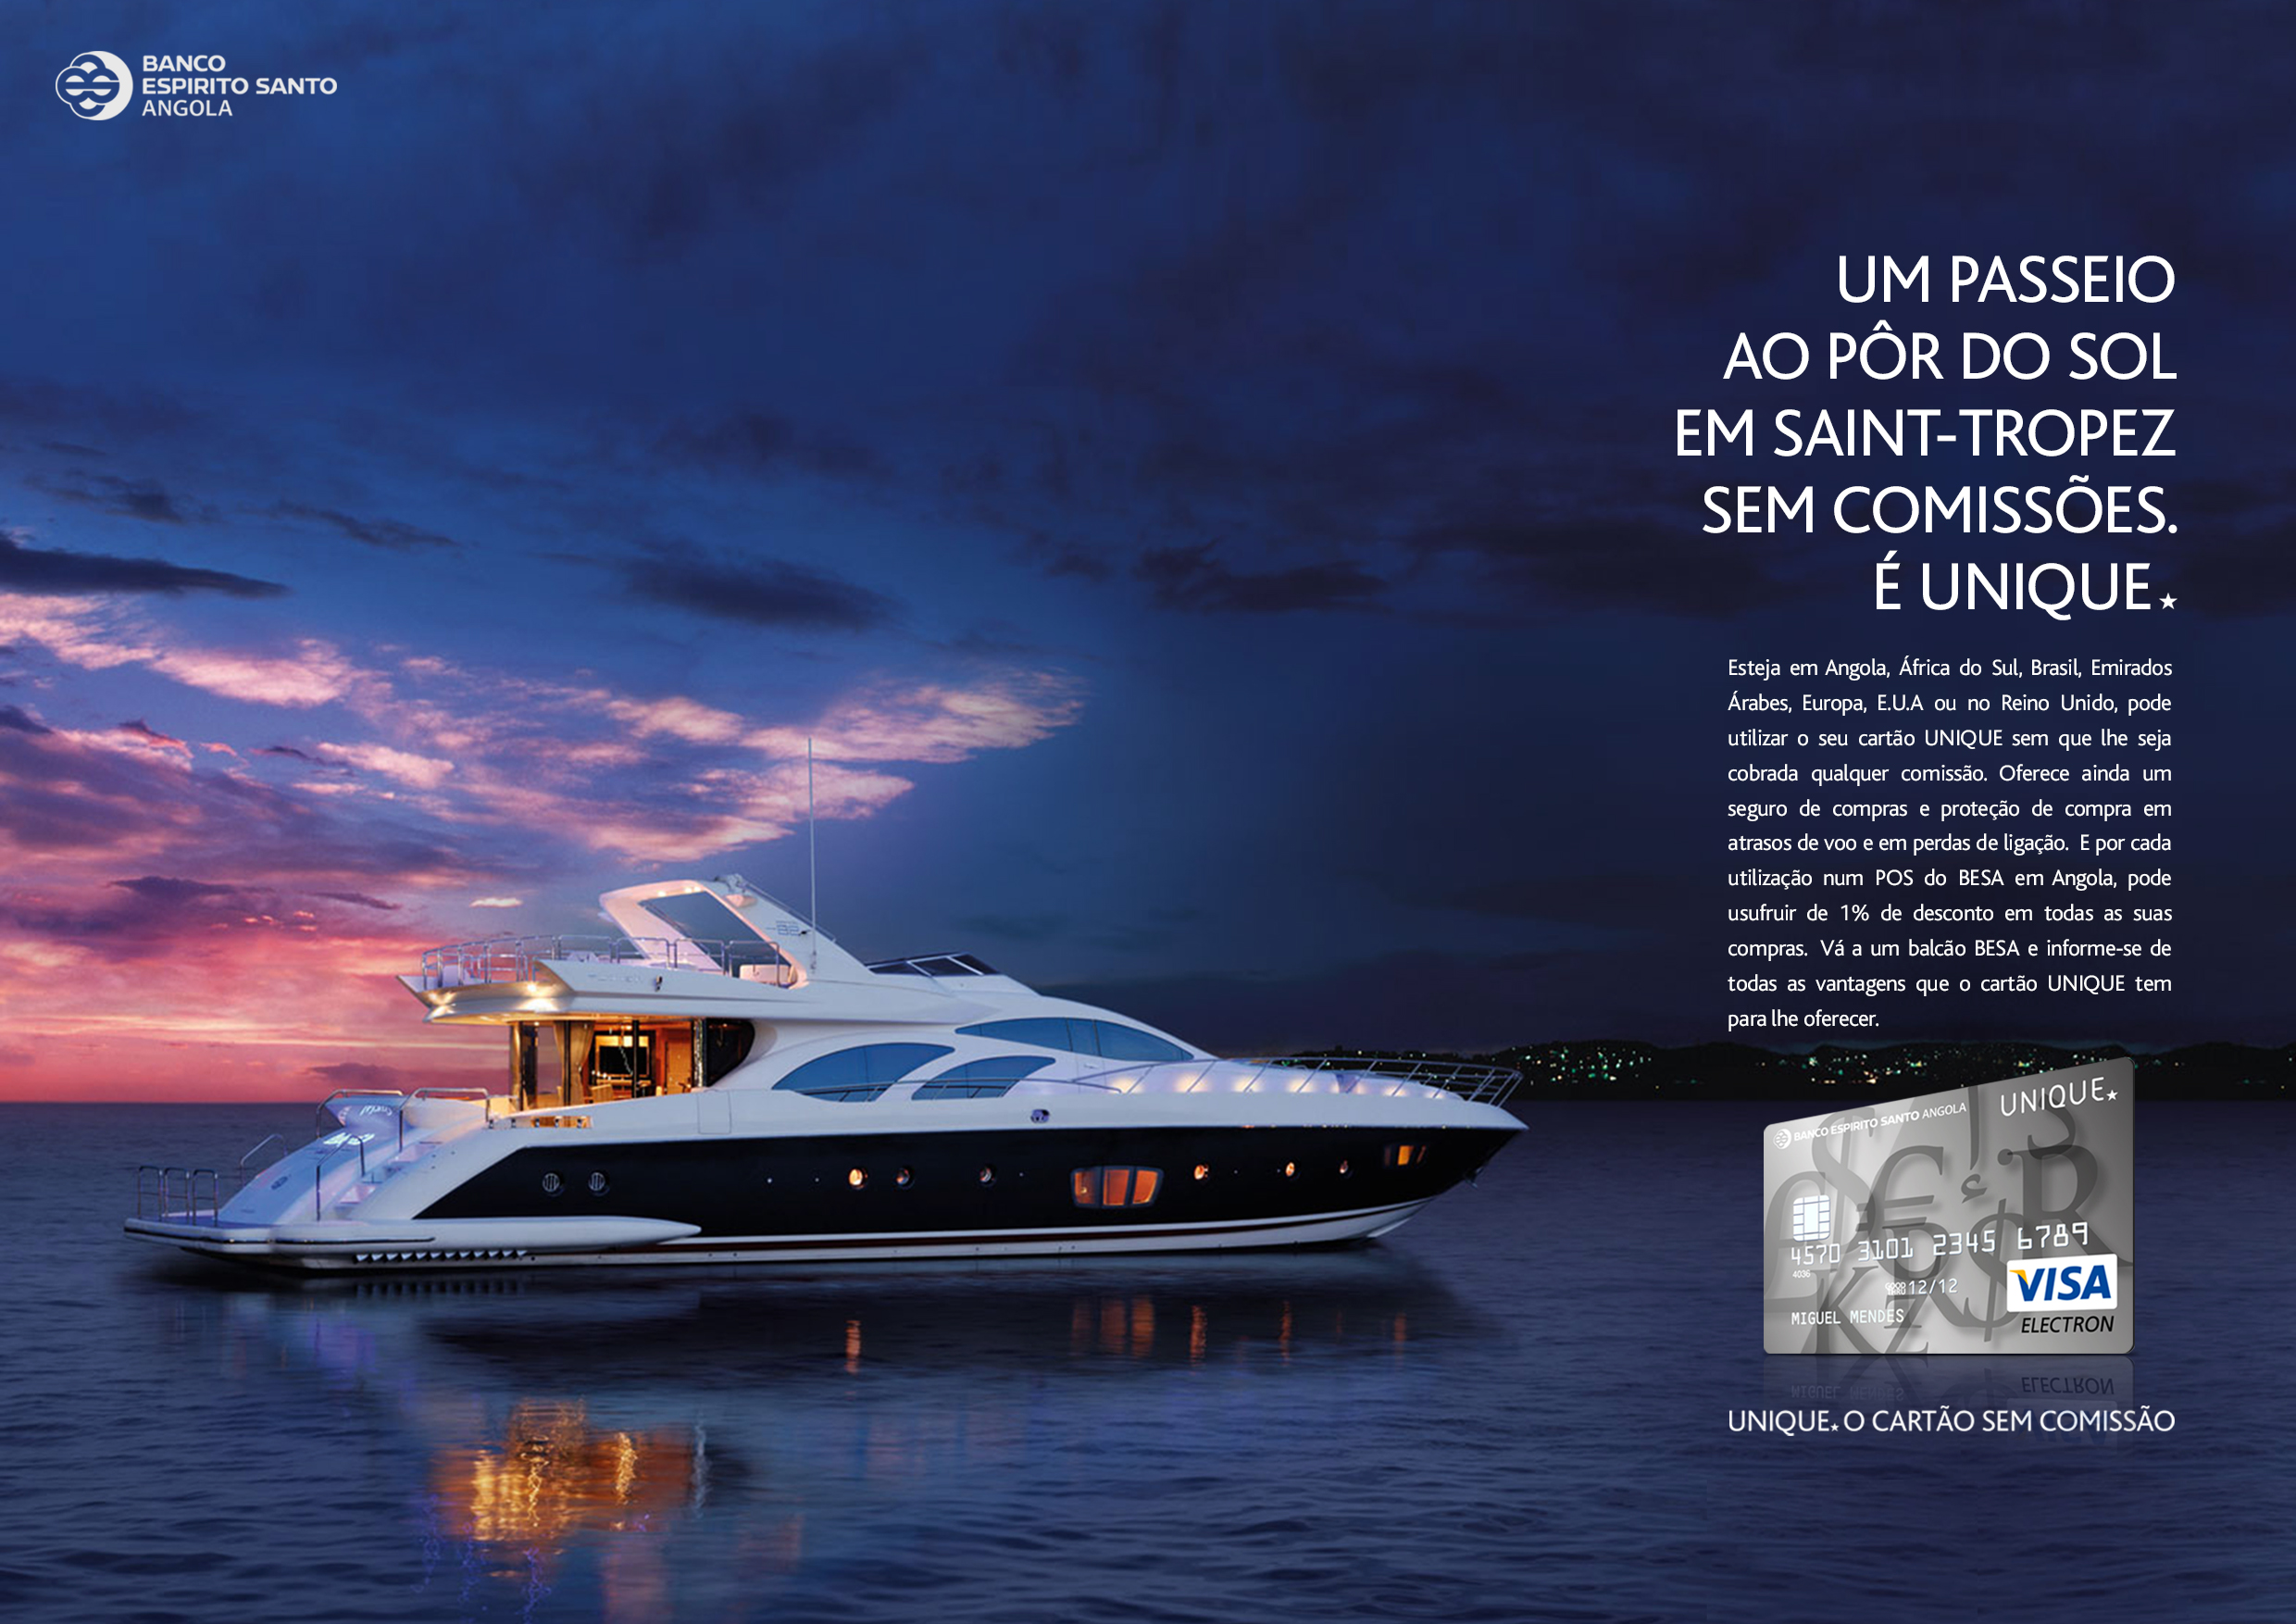 BANCO
ESPIRITO SANTO
ANGOLA
UM PASSEIO
AO PÔR DO SOL
EM SAINT-TROPEZ
SEM COMISSÕES.
É UNIQUE
Esteja em Angola, África do Sul, Brasil, Emirados
Árabes, Europa, E.U.A ou no Reino Unido, pode
utilizar o seu cartão UNIQUE sem que lhe seja
cobrada qualquer comissão. Oferece ainda um
seguro de compras e proteção de compra em
atrasos de voo e em perdas de ligação. E por cada
utilização num POS do BESA em Angola, pode
usufruir de 1% de desconto em todas as suas
compras. Vá a um balcão BESA e informe-se de
todas as vantagens que o cartão UNIQUE tem
para lhe oferecer.
UNIQUE
BANCO ESPIRITO SANTO ANGOLA
4570 3101 2345 6789
4036
12/12
MIGUEL MENDES
VISA
ELECTRON
UNIQUE★O CARTÃO SEM COMISSÃO